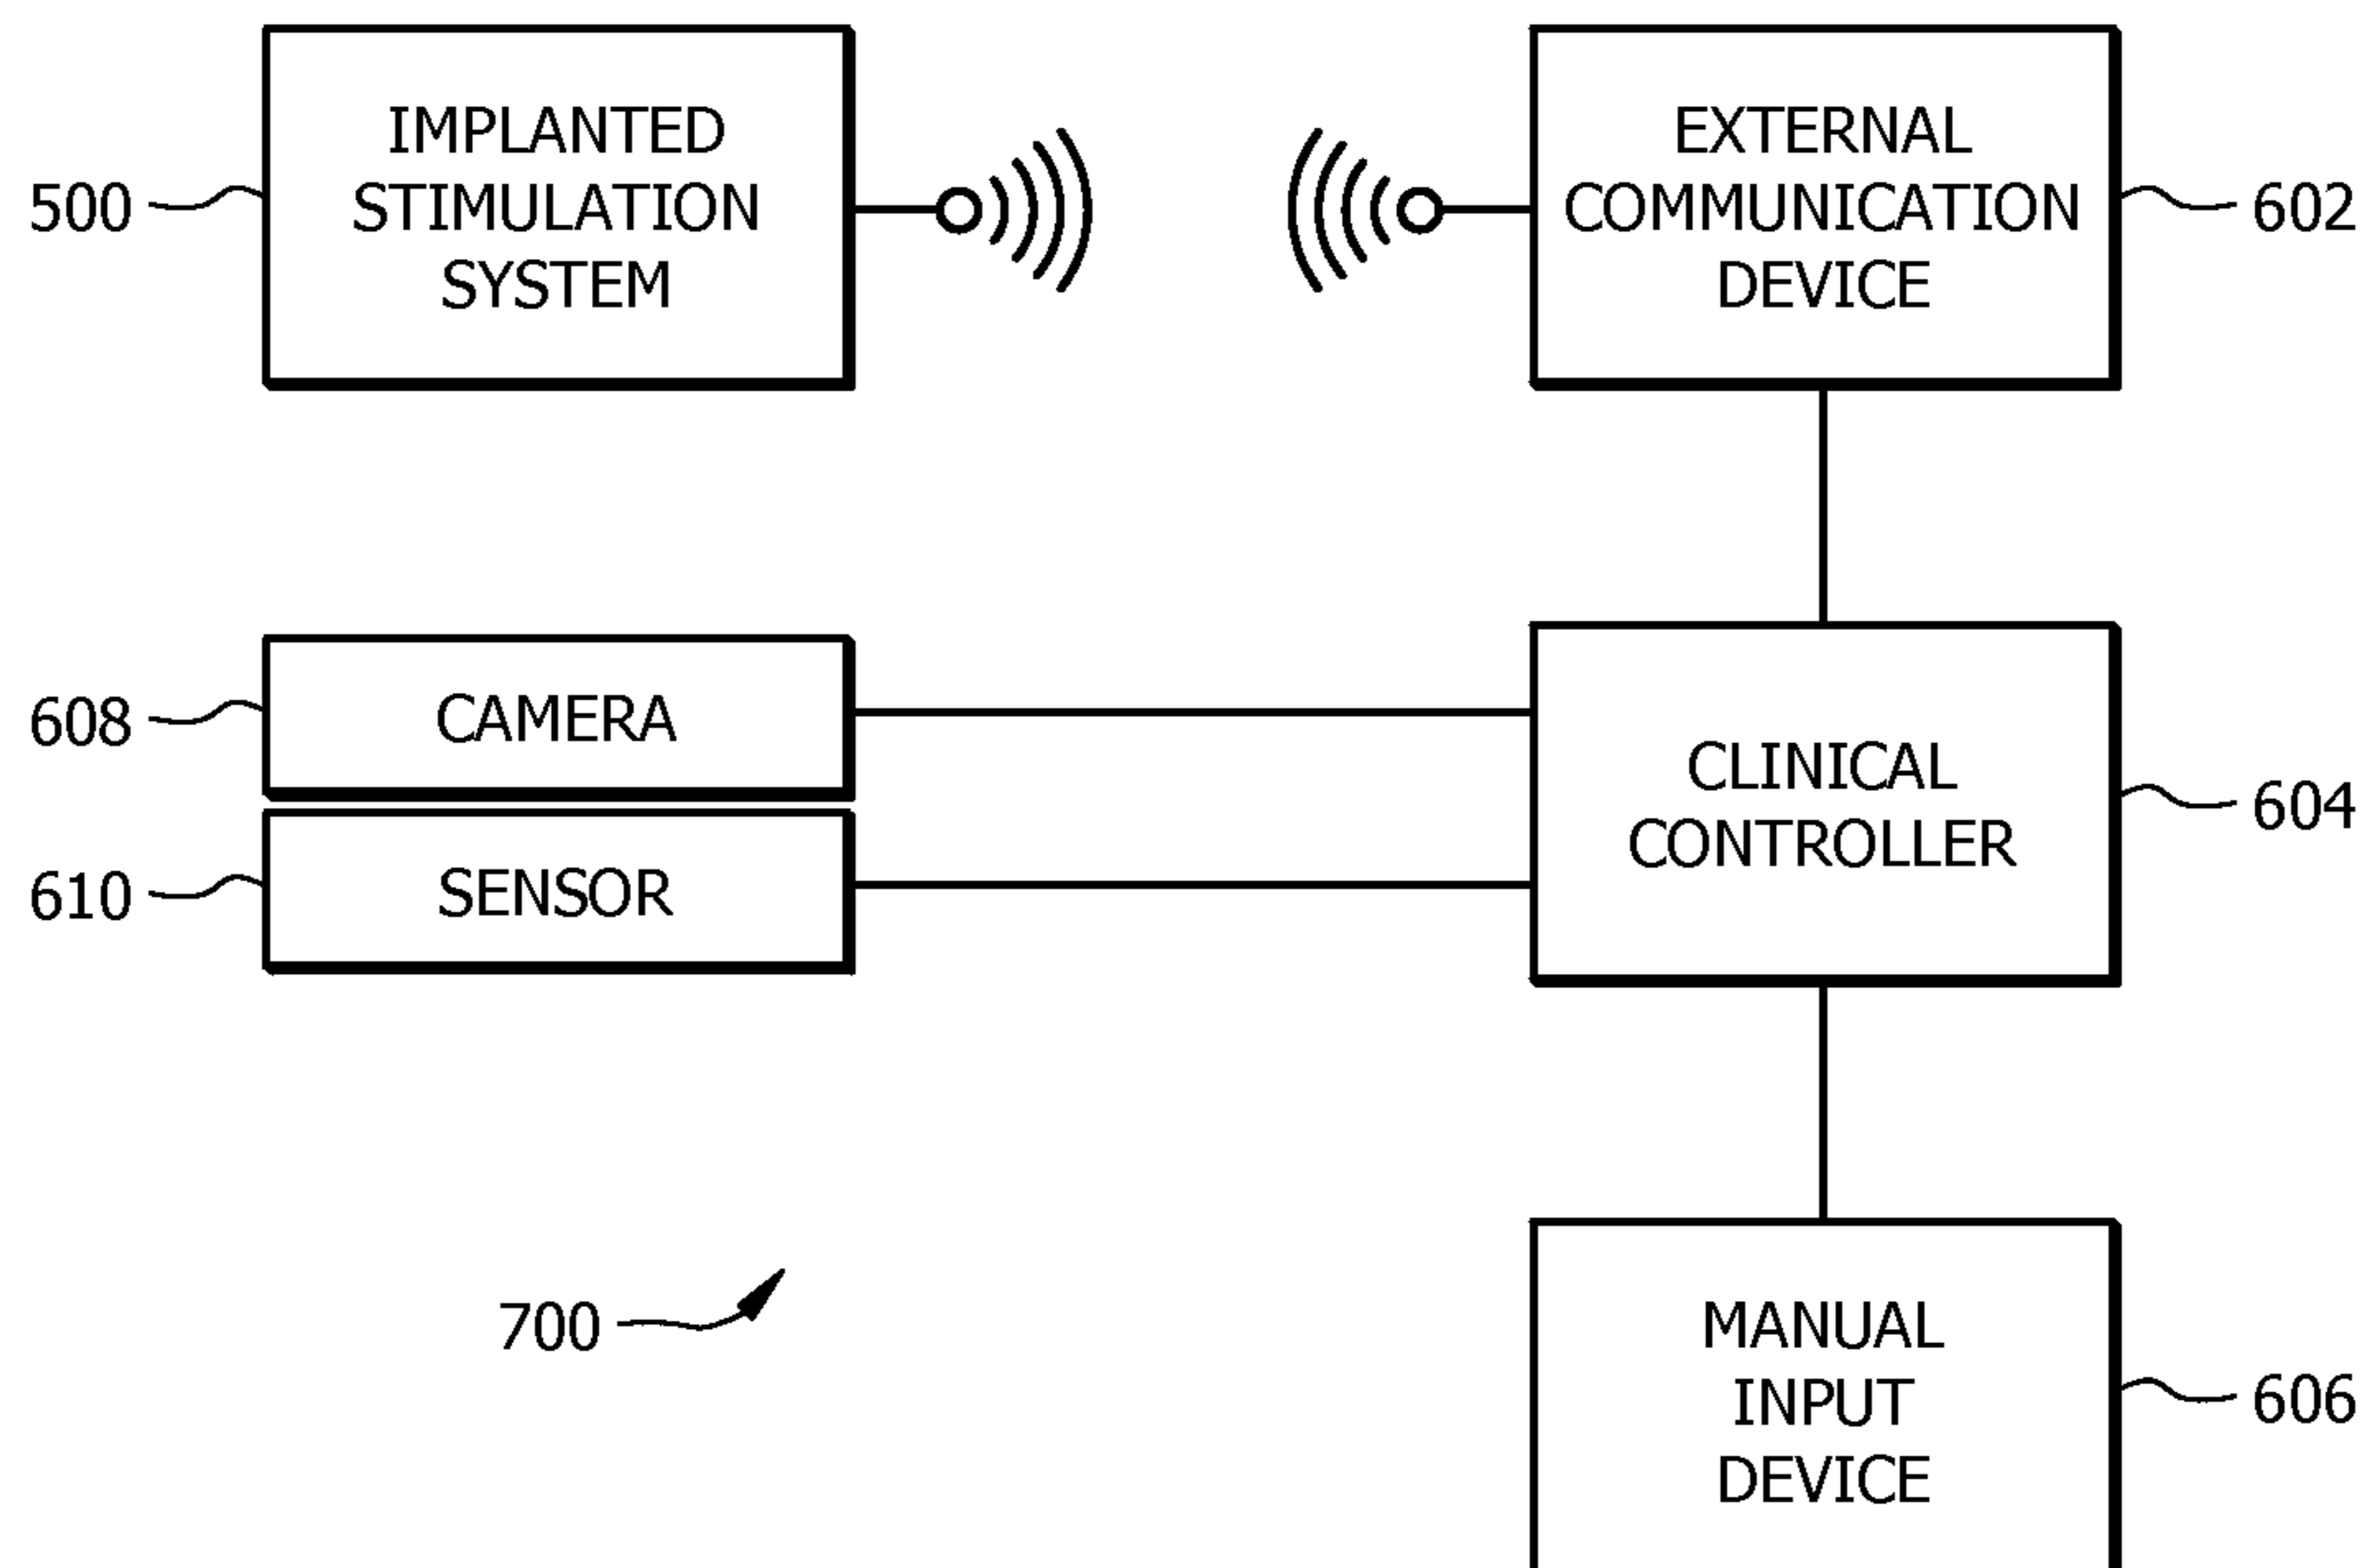 IMPLANTED
STIMULATION
SYSTEM
500
EXTERNAL
COMMUNICATION
DEVICE
602
CAMERA
608
SENSOR
610
CLINICAL
CONTROLLER
604
700
MANUAL
INPUT
DEVICE
606